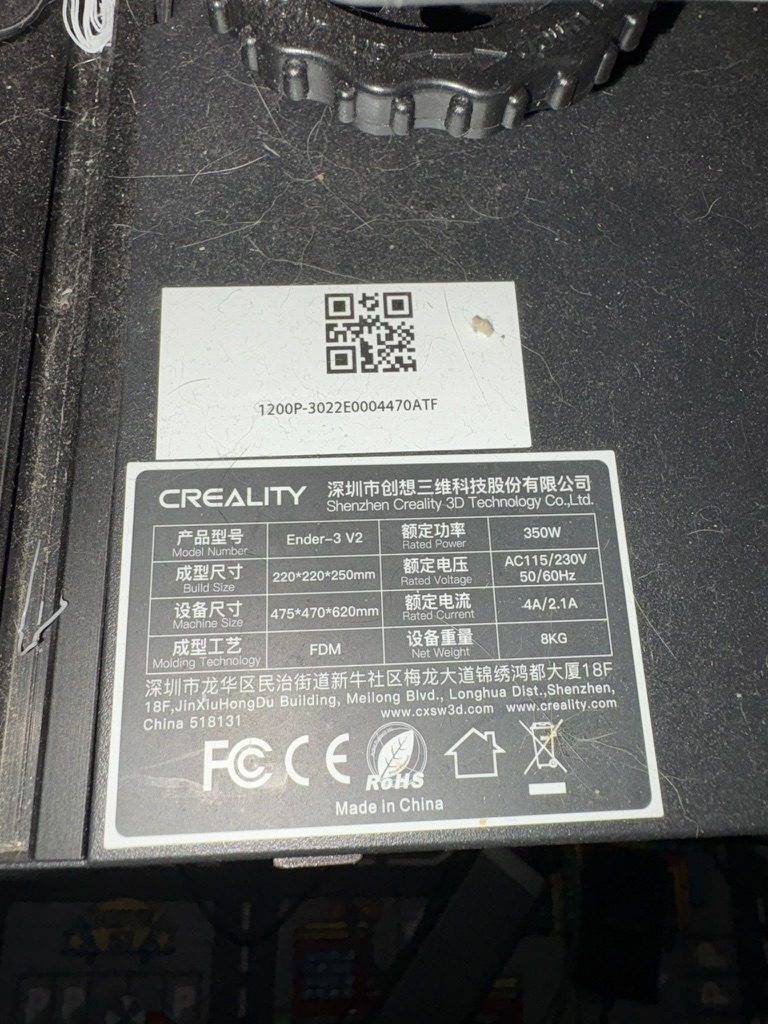 1200P-3022E0004470ATF
CREALITY 深圳市创想三维科技股份有限公司
Shenzhen Creality 3D Technology Co.,Ltd.
产品型号 Ender-3 V2 额定功率 350W
Model Number Rated Power
成型尺寸 220*220*250mm 额定电压 AC115/230V
Build Size Rated Voltage 50/60Hz
设备尺寸 475*470*620mm 额定电流 4A/2.1A
Machine Size Rated Current
成型工艺 FDM 设备重量 8KG
Molding Technology Net Weight
深圳市龙华区民治街道新牛社区梅龙大道锦绣鸿都大厦18F
18F,JinXiuHongDu Building, Meilong Blvd., Longhua Dist.,Shenzhen,
China 518131 www.cxsw3d.com www.creality.com
FC CE RoHS
Made in China